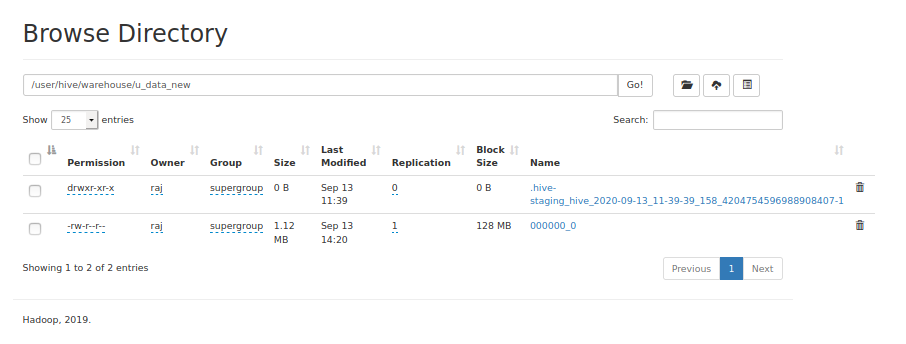 Browse Directory
/user/hive/warehouse/u_data_new Go!
Show 25 entries Search:
Permission Owner Group Size Last Modified Replication Block Size Name
drwxr-xr-x raj supergroup 0 B Sep 13 11:39 0 0 B .hive-staging_hive_2020-09-13_11-39-39_158_4204754596988908407-1
-rw-r--r-- raj supergroup 1.12 MB Sep 13 14:20 1 128 MB 000000_0
Showing 1 to 2 of 2 entries Previous 1 Next
Hadoop, 2019.